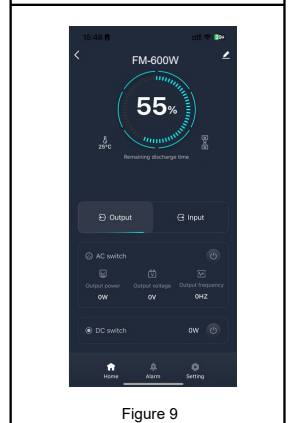 15:49
FM-600W
55%
25°C
Remaining discharge time
Output Input
AC switch
Output power Output voltage Output frequency
0W 0V 0HZ
DC switch 0W
Home Alarm Setting
Figure 9